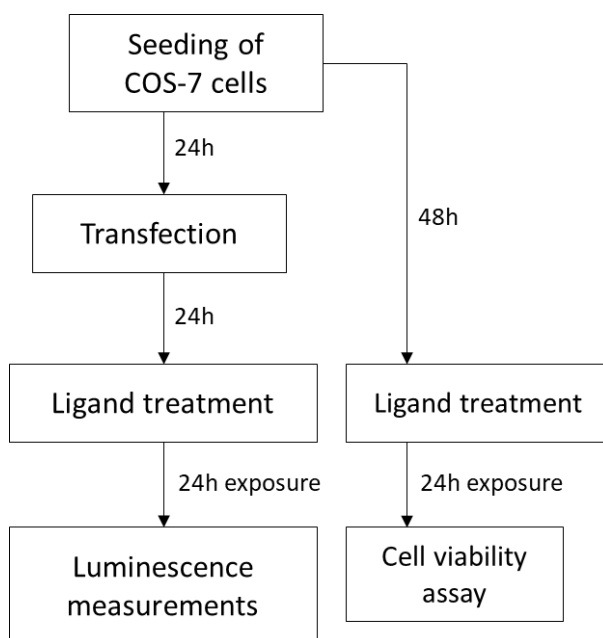 Seeding of
COS-7 cells
24h
Transfection
48h
24h
Ligand treatment
Ligand treatment
24h exposure
24h exposure
Luminescence
measurements
Cell viability
assay